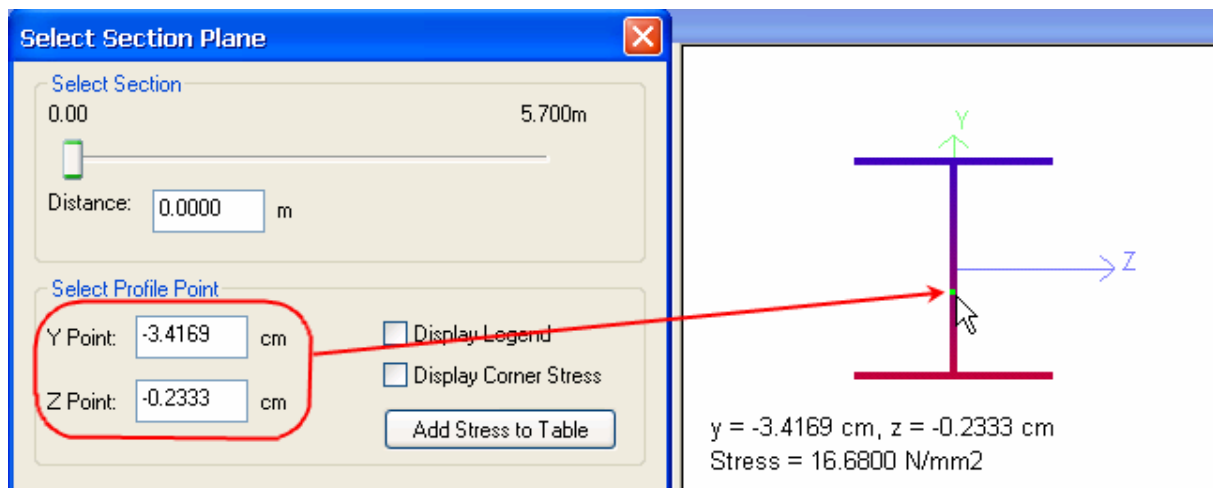 Select Section Plane
Select Section
0.00 5.700m
Distance: 0.0000 m
Select Profile Point
Y Point: -3.4169 cm
Display Legend
Display Corner Stress
Z Point: -0.2333 cm
Add Stress to Table
Y
Z
y = -3.4169 cm, z = -0.2333 cm
Stress = 16.6800 N/mm2